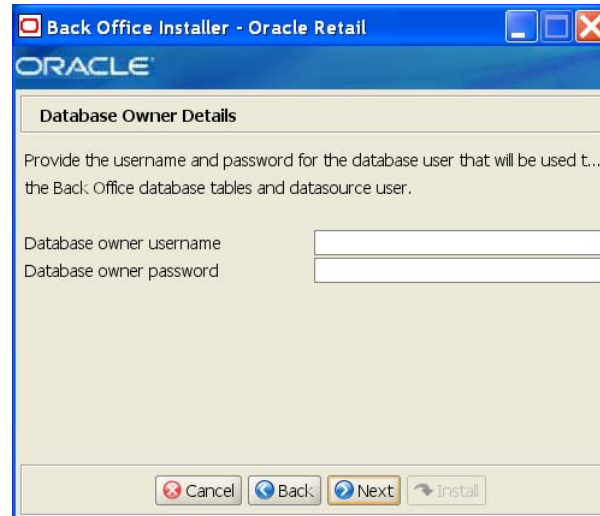 Back Office Installer - Oracle Retail
ORACLE
Database Owner Details
Provide the username and password for the database user that will be used t...
the Back Office database tables and datasource user.
Database owner username
Database owner password
Cancel Back Next Install